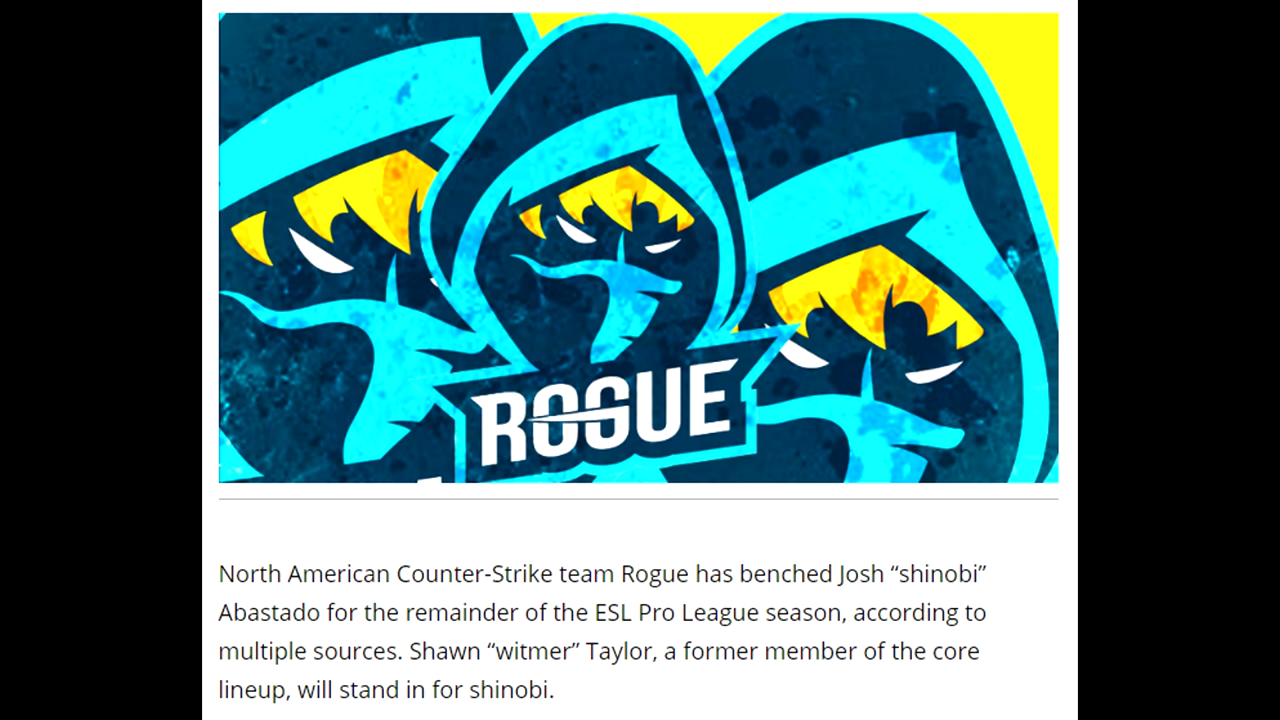 ROGUE
North American Counter-Strike team Rogue has benched Josh “shinobi”
Abastado for the remainder of the ESL Pro League season, according to
multiple sources. Shawn “witmer” Taylor, a former member of the core
lineup, will stand in for shinobi.